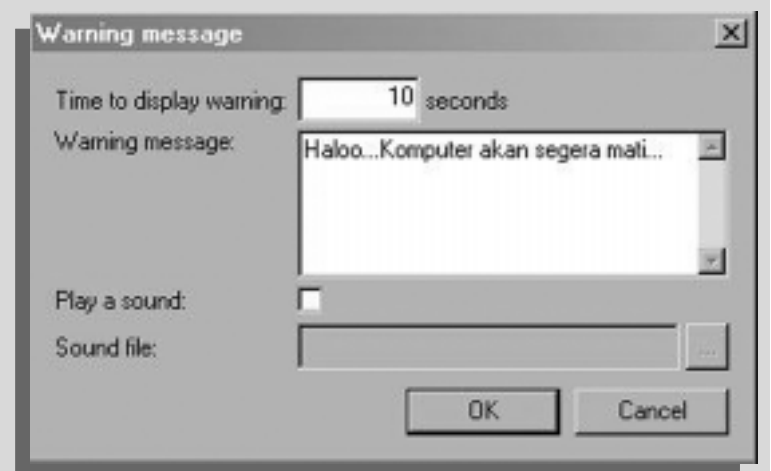 Warning message
Time to display warning: 10 seconds
Warning message:
Haloo...Komputer akan segera mati...
Play a sound:
Sound file:
...
OK Cancel